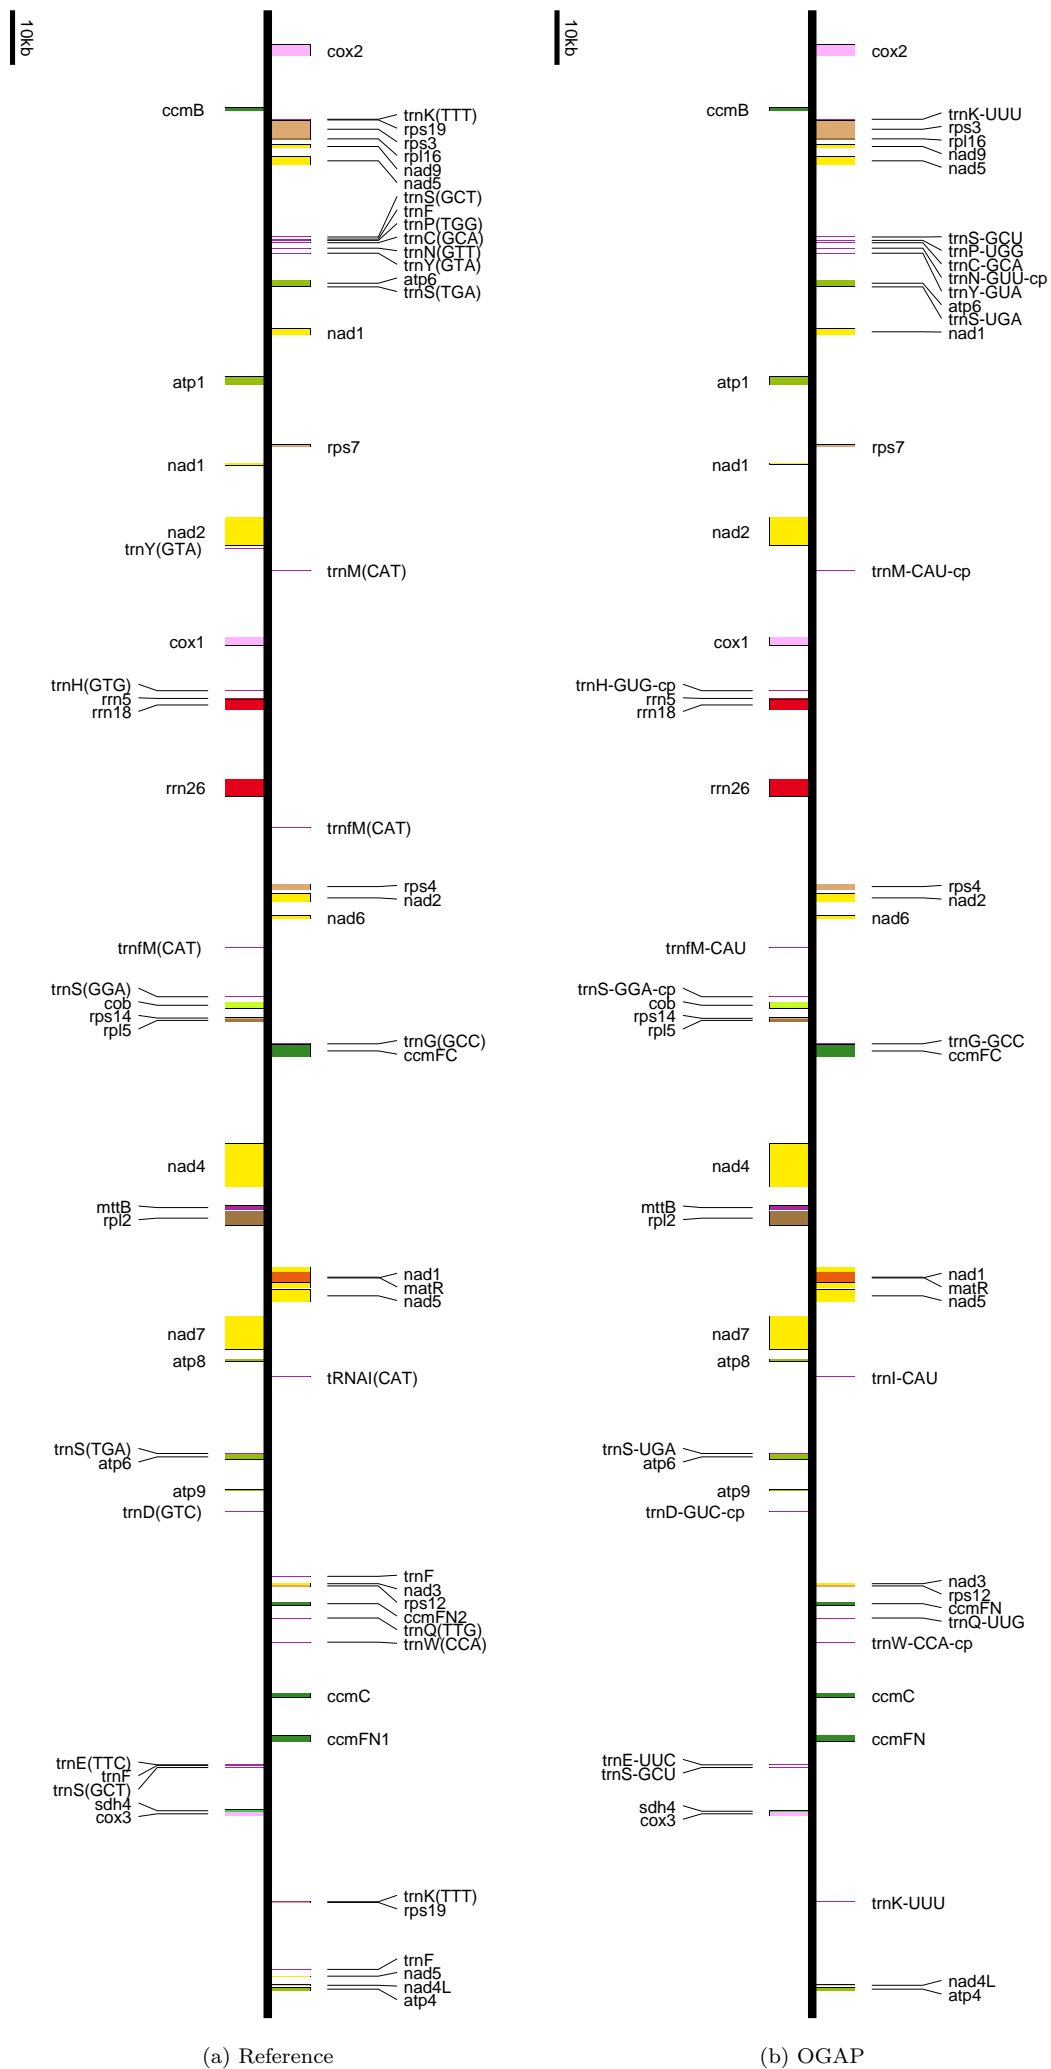 10kb
cox2
ccmB
trnK(TTT)
rps19
rps3
rpl16
nad9
nad5
trnS(GCT)
trnF
trnP(TGG)
trnC(GCA)
trnN(GTT)
trnY(GTA)
atp6
trnS(TGA)
nad1
atp1
rps7
nad1
nad2
trnY(GTA)
trnM(CAT)
cox1
trnH(GTG)
rrn5
rrn18
rrn26
trnfM(CAT)
rps4
nad2
nad6
trnfM(CAT)
trnS(GGA)
cob
rps14
rpl5
trnG(GCC)
ccmFC
nad4
mttB
rpl2
nad1
matR
nad5
nad7
atp8
tRNAI(CAT)
trnS(TGA)
atp6
atp9
trnD(GTC)
trnF
nad3
rps12
ccmFN2
trnQ(TTG)
trnW(CCA)
ccmC
ccmFN1
trnE(TTC)
trnF
trnS(GCT)
sdh4
cox3
trnK(TTT)
rps19
trnF
nad5
nad4L
atp4
(a) Reference
10kb
cox2
ccmB
trnK-UUU
rps3
rpl16
nad9
nad5
trnS-GCU
trnP-UGG
trnC-GCA
trnN-GUU-cp
trnY-GUA
atp6
trnS-UGA
nad1
atp1
rps7
nad1
nad2
trnM-CAU-cp
cox1
trnH-GUG-cp
rrn5
rrn18
rrn26
rps4
nad2
nad6
trnfM-CAU
trnS-GGA-cp
cob
rps14
rpl5
trnG-GCC
ccmFC
nad4
mttB
rpl2
nad1
matR
nad5
nad7
atp8
trnI-CAU
trnS-UGA
atp6
atp9
trnD-GUC-cp
nad3
rps12
ccmFN
trnQ-UUG
trnW-CCA-cp
ccmC
ccmFN
trnE-UUC
trnS-GCU
sdh4
cox3
trnK-UUU
nad4L
atp4
(b) OGAP